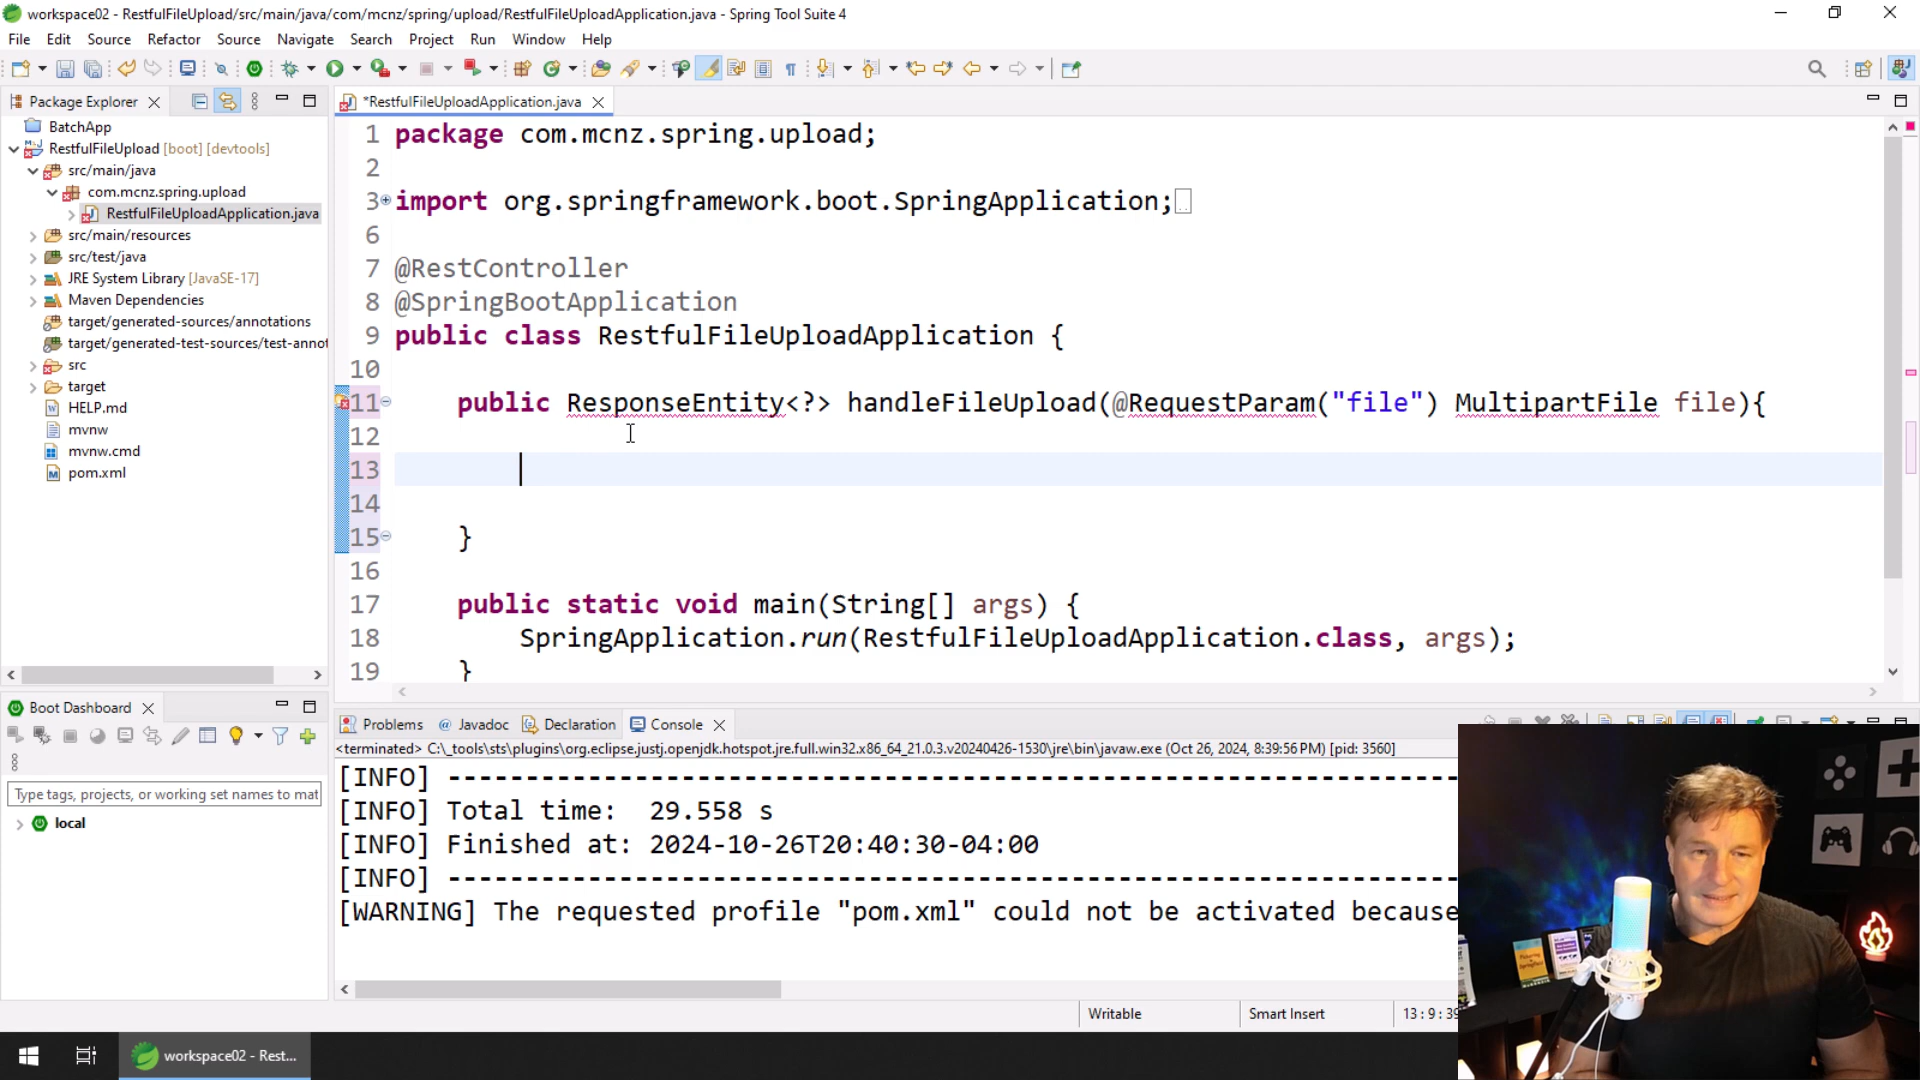 workspace02 - RestfulFileUpload/src/main/java/com/mcnz/spring/upload/RestfulFileUploadApplication.java - Spring Tool Suite 4
File Edit Source Refactor Source Navigate Search Project Run Window Help
Package Explorer
BatchApp
RestfulFileUpload [boot] [devtools]
src/main/java
com.mcnz.spring.upload
RestfulFileUploadApplication.java
src/main/resources
src/test/java
JRE System Library [JavaSE-17]
Maven Dependencies
target/generated-sources/annotations
target/generated-test-sources/test-annot
src
target
HELP.md
mvnw
mvnw.cmd
pom.xml
*RestfulFileUploadApplication.java
1 package com.mcnz.spring.upload;
2
3 import org.springframework.boot.SpringApplication;
6
7 @RestController
8 @SpringBootApplication
9 public class RestfulFileUploadApplication {
10
11 public ResponseEntity<?> handleFileUpload(@RequestParam("file") MultipartFile file){
12
13
14
15 }
16
17 public static void main(String[] args) {
18 SpringApplication.run(RestfulFileUploadApplication.class, args);
19 }
Boot Dashboard
Type tags, projects, or working set names to mat
local
Problems @ Javadoc Declaration Console
<terminated> C:\_tools\sts\plugins\org.eclipse.justj.openjdk.hotspot.jre.full.win32.x86_64_21.0.3.v20240426-1530\jre\bin\javaw.exe (Oct 26, 2024, 8:39:56 PM) [pid: 3560]
[INFO] -----------------------------------------------------------------
[INFO] Total time:  29.558 s
[INFO] Finished at: 2024-10-26T20:40:30-04:00
[INFO] -----------------------------------------------------------------
[WARNING] The requested profile "pom.xml" could not be activated because
Writable Smart Insert 13 : 9 : 39
workspace02 - Rest...